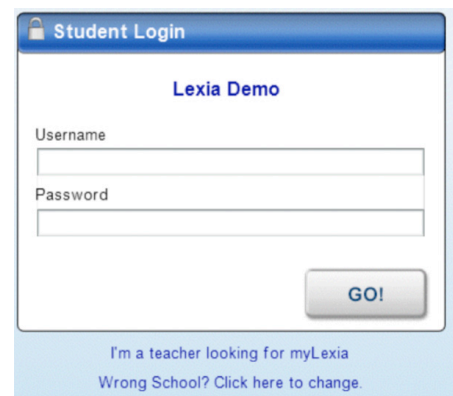 Student Login
Lexia Demo
Username
Password
GO!
I'm a teacher looking for myLexia
Wrong School? Click here to change.